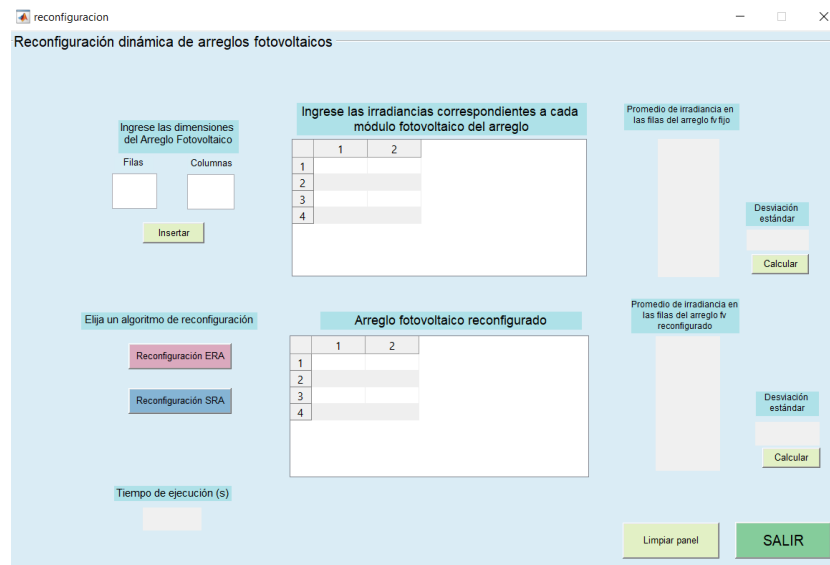 reconfiguracion
Reconfiguración dinámica de arreglos fotovoltaicos
Ingrese las dimensiones
del Arreglo Fotovoltaico
Filas
Columnas
Insertar
Ingrese las irradiancias correspondientes a cada
módulo fotovoltaico del arreglo
1 2
1
2
3
4
Promedio de irradiancia en
las filas del arreglo fv fijo
Desviación
estándar
Calcular
Elija un algoritmo de reconfiguración
Reconfiguración ERA
Reconfiguración SRA
Arreglo fotovoltaico reconfigurado
1 2
1
2
3
4
Promedio de irradiancia en
las filas del arreglo fv
reconfigurado
Desviación
estándar
Calcular
Tiempo de ejecución (s)
Limpiar panel
SALIR